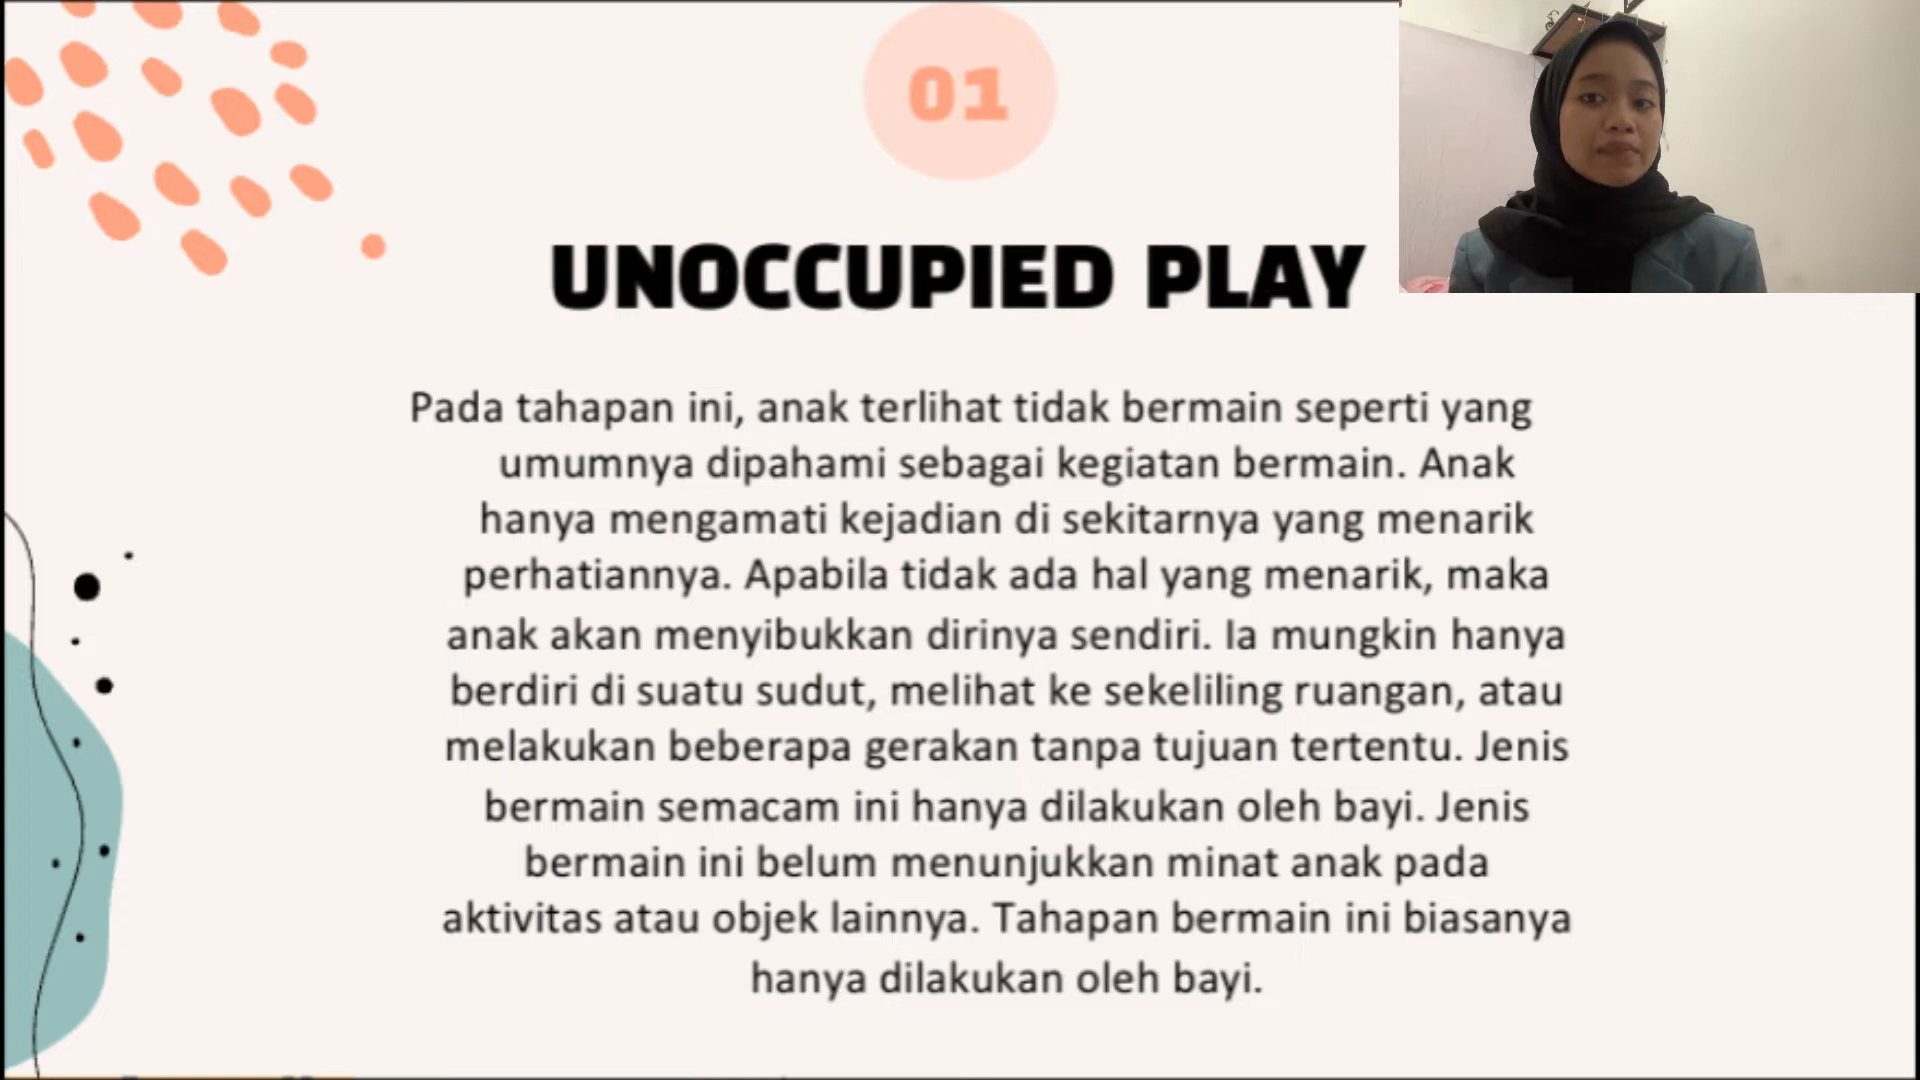 01
UNOCCUPIED PLAY
Pada tahapan ini, anak terlihat tidak bermain seperti yang
umumnya dipahami sebagai kegiatan bermain. Anak
hanya mengamati kejadian di sekitarnya yang menarik
perhatiannya. Apabila tidak ada hal yang menarik, maka
anak akan menyibukkan dirinya sendiri. Ia mungkin hanya
berdiri di suatu sudut, melihat ke sekeliling ruangan, atau
melakukan beberapa gerakan tanpa tujuan tertentu. Jenis
bermain semacam ini hanya dilakukan oleh bayi. Jenis
bermain ini belum menunjukkan minat anak pada
aktivitas atau objek lainnya. Tahapan bermain ini biasanya
hanya dilakukan oleh bayi.